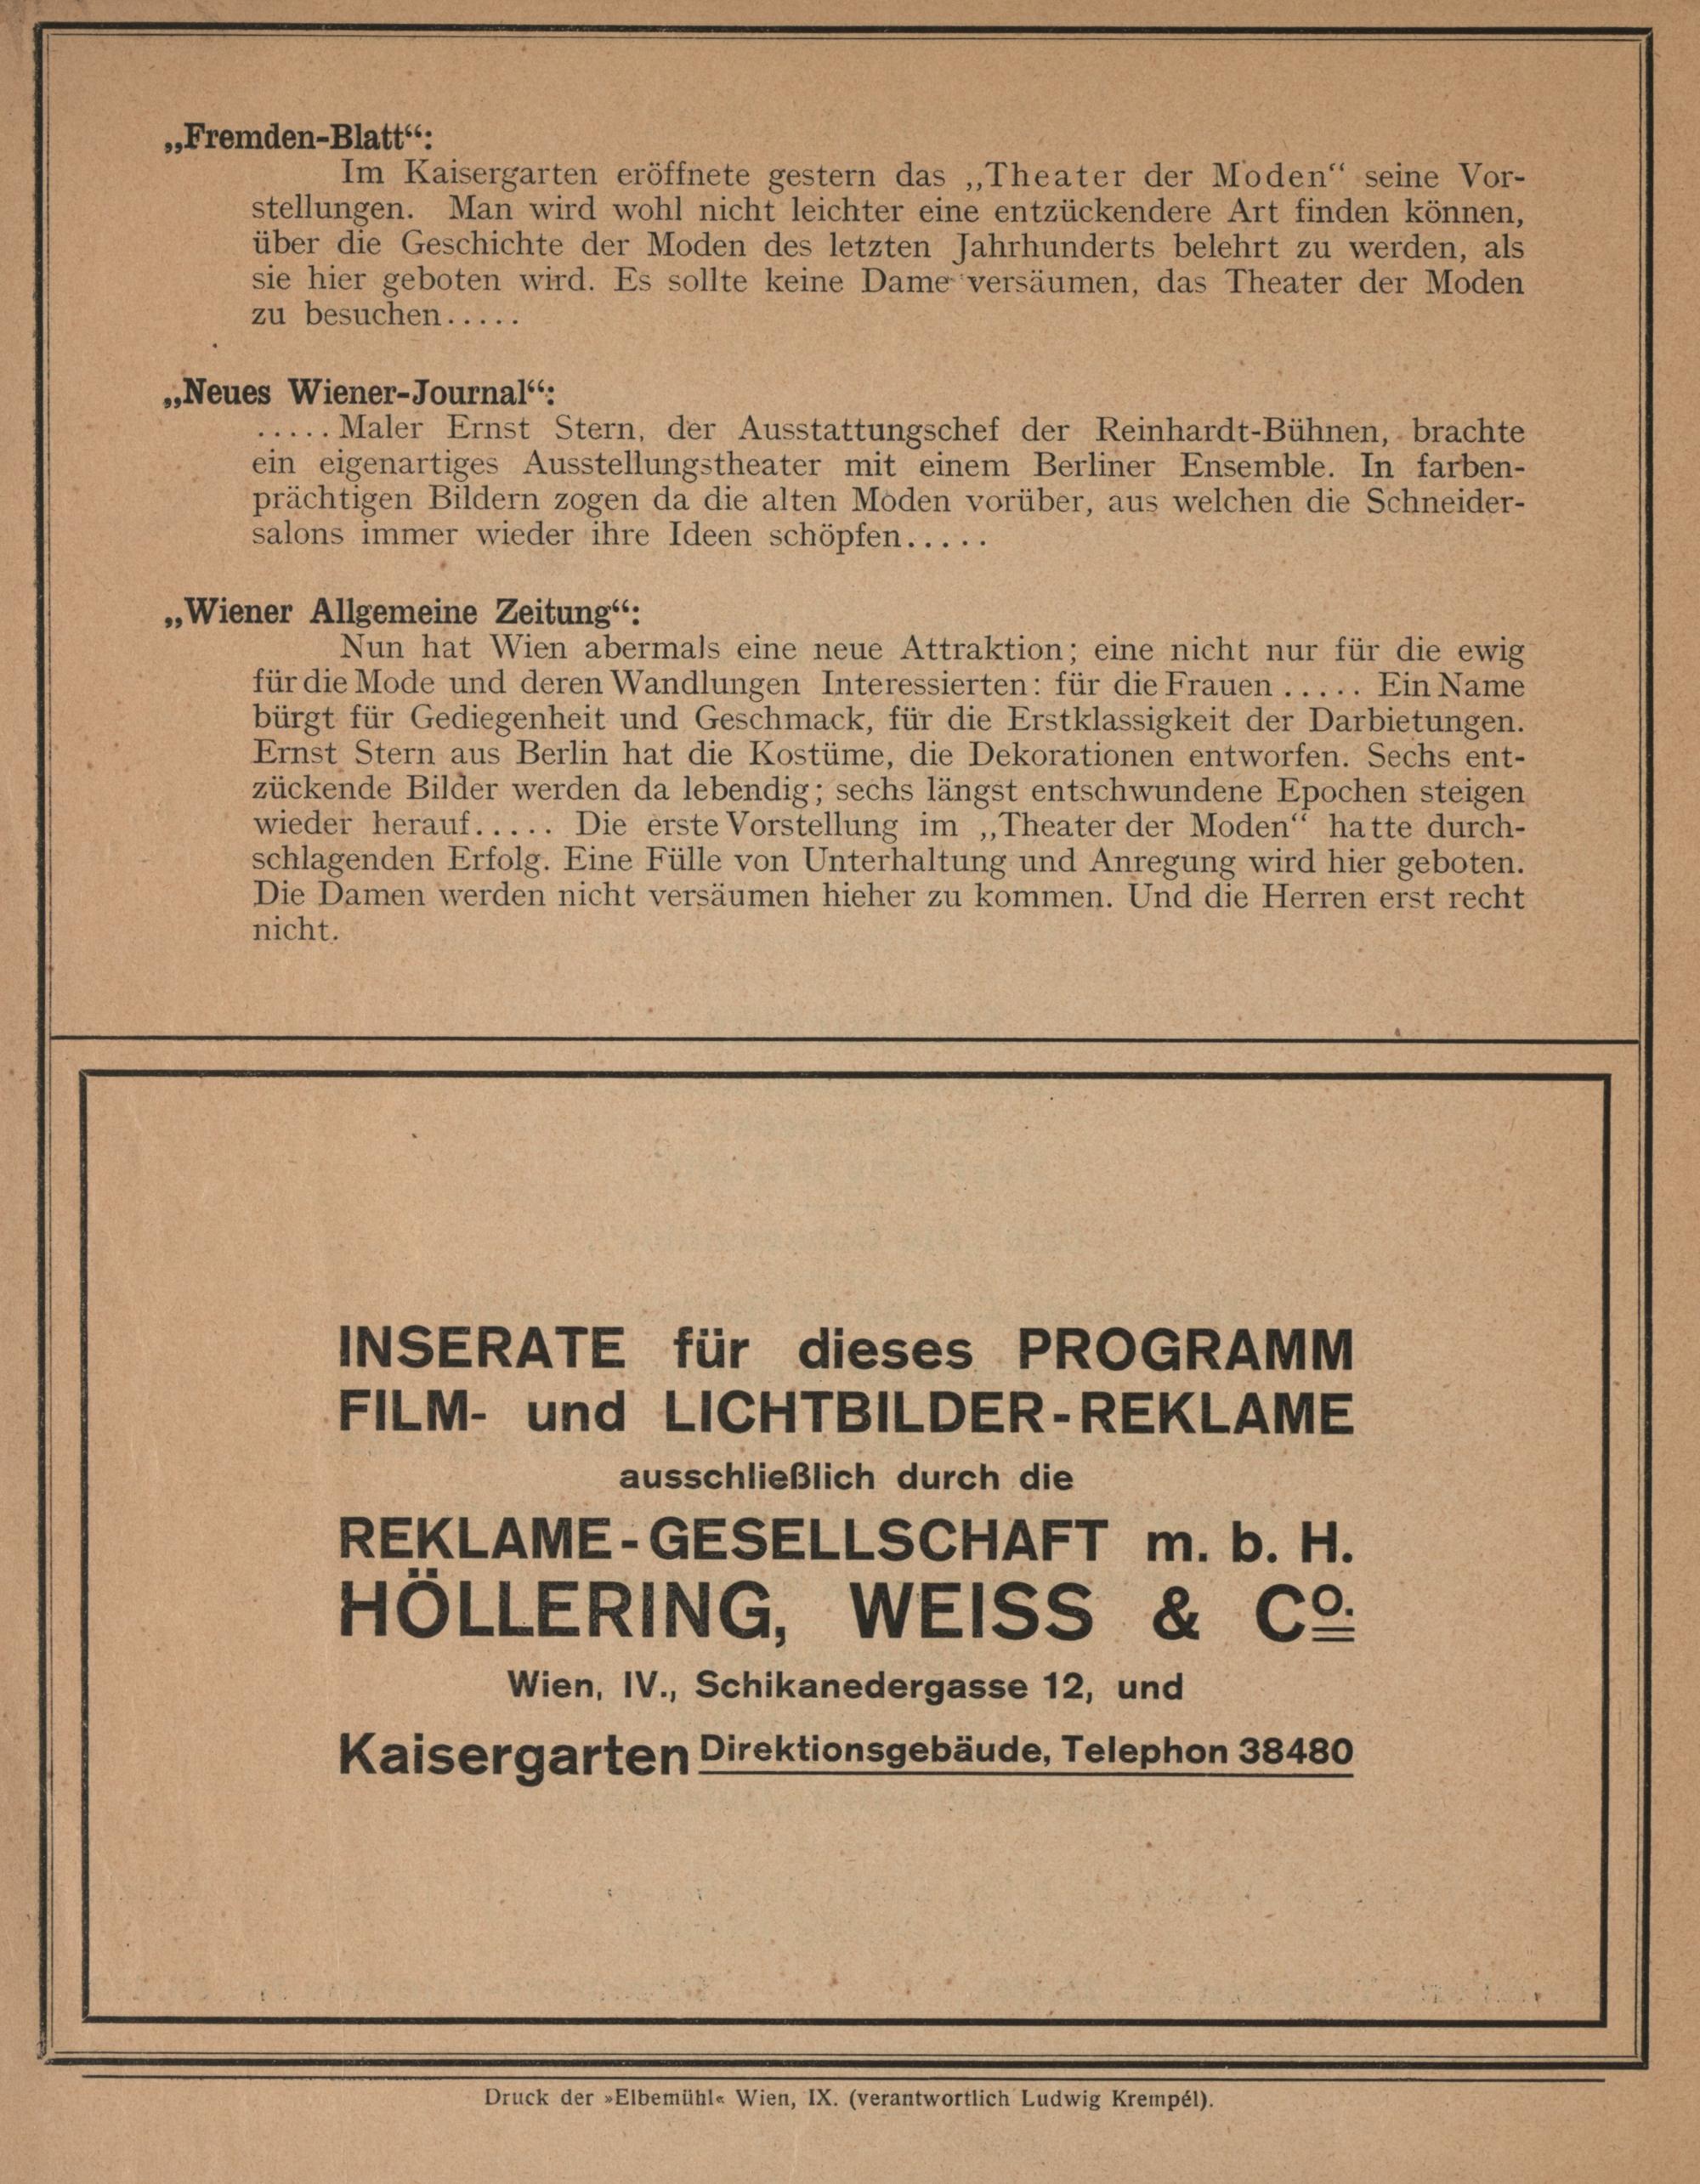 „Fremden-Blatt“:
Im Kaisergarten eröffnete gestern das „Theater der Moden“ seine Vor-
stellungen. Man wird wohl nicht leichter eine entzückendere Art finden können,
über die Geschichte der Moden des letzten Jahrhunderts belehrt zu werden, als
sie hier geboten wird. Es sollte keine Dame versäumen, das Theater der Moden
zu besuchen.....
„Neues Wiener-Journal“:
.....Maler Ernst Stern, der Ausstattungschef der Reinhardt-Bühnen, brachte
ein eigenartiges Ausstellungstheater mit einem Berliner Ensemble. In farben-
prächtigen Bildern zogen da die alten Moden vorüber, aus welchen die Schneider-
salons immer wieder ihre Ideen schöpfen.....
„Wiener Allgemeine Zeitung“:
Nun hat Wien abermals eine neue Attraktion; eine nicht nur für die ewig
für die Mode und deren Wandlungen Interessierten: für die Frauen ..... Ein Name
bürgt für Gediegenheit und Geschmack, für die Erstklassigkeit der Darbietungen.
Ernst Stern aus Berlin hat die Kostüme, die Dekorationen entworfen. Sechs ent-
zückende Bilder werden da lebendig; sechs längst entschwundene Epochen steigen
wieder herauf..... Die erste Vorstellung im „Theater der Moden“ hatte durch-
schlagenden Erfolg. Eine Fülle von Unterhaltung und Anregung wird hier geboten.
Die Damen werden nicht versäumen hieher zu kommen. Und die Herren erst recht
nicht.
INSERATE für dieses PROGRAMM
FILM- und LICHTBILDER-REKLAME
ausschließlich durch die
REKLAME-GESELLSCHAFT m. b. H.
HÖLLERING, WEISS & Co.
Wien, IV., Schikanedergasse 12, und
Kaisergarten Direktionsgebäude, Telephon 38480
Druck der »Elbemühl« Wien, IX. (verantwortlich Ludwig Krempél).